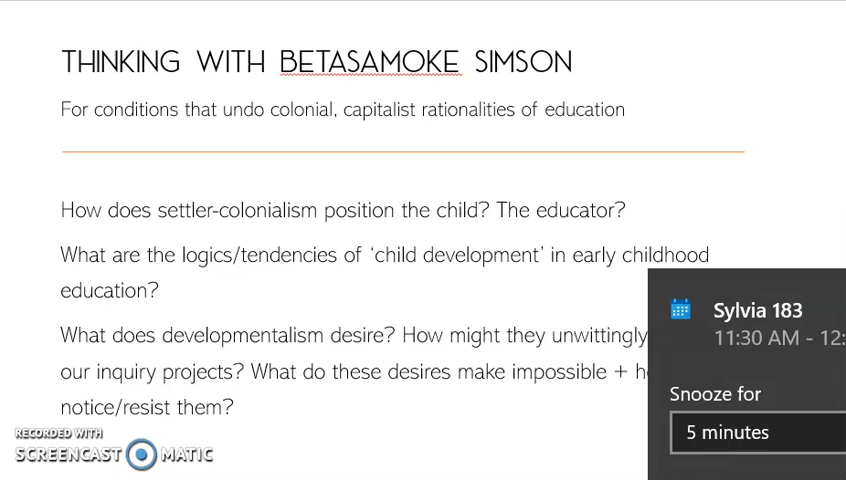 THINKING WITH BETASAMOKE SIMSON
For conditions that undo colonial, capitalist rationalities of education
How does settler-colonialism position the child? The educator?
What are the logics/tendencies of ‘child development’ in early childhood
education?
What does developmentalism desire? How might they unwittingly
our inquiry projects? What do these desires make impossible +
notice/resist them?
Sylvia 183
11:30 AM - 12:
Snooze for
5 minutes
RECORDED WITH
SCREENCAST MATIC